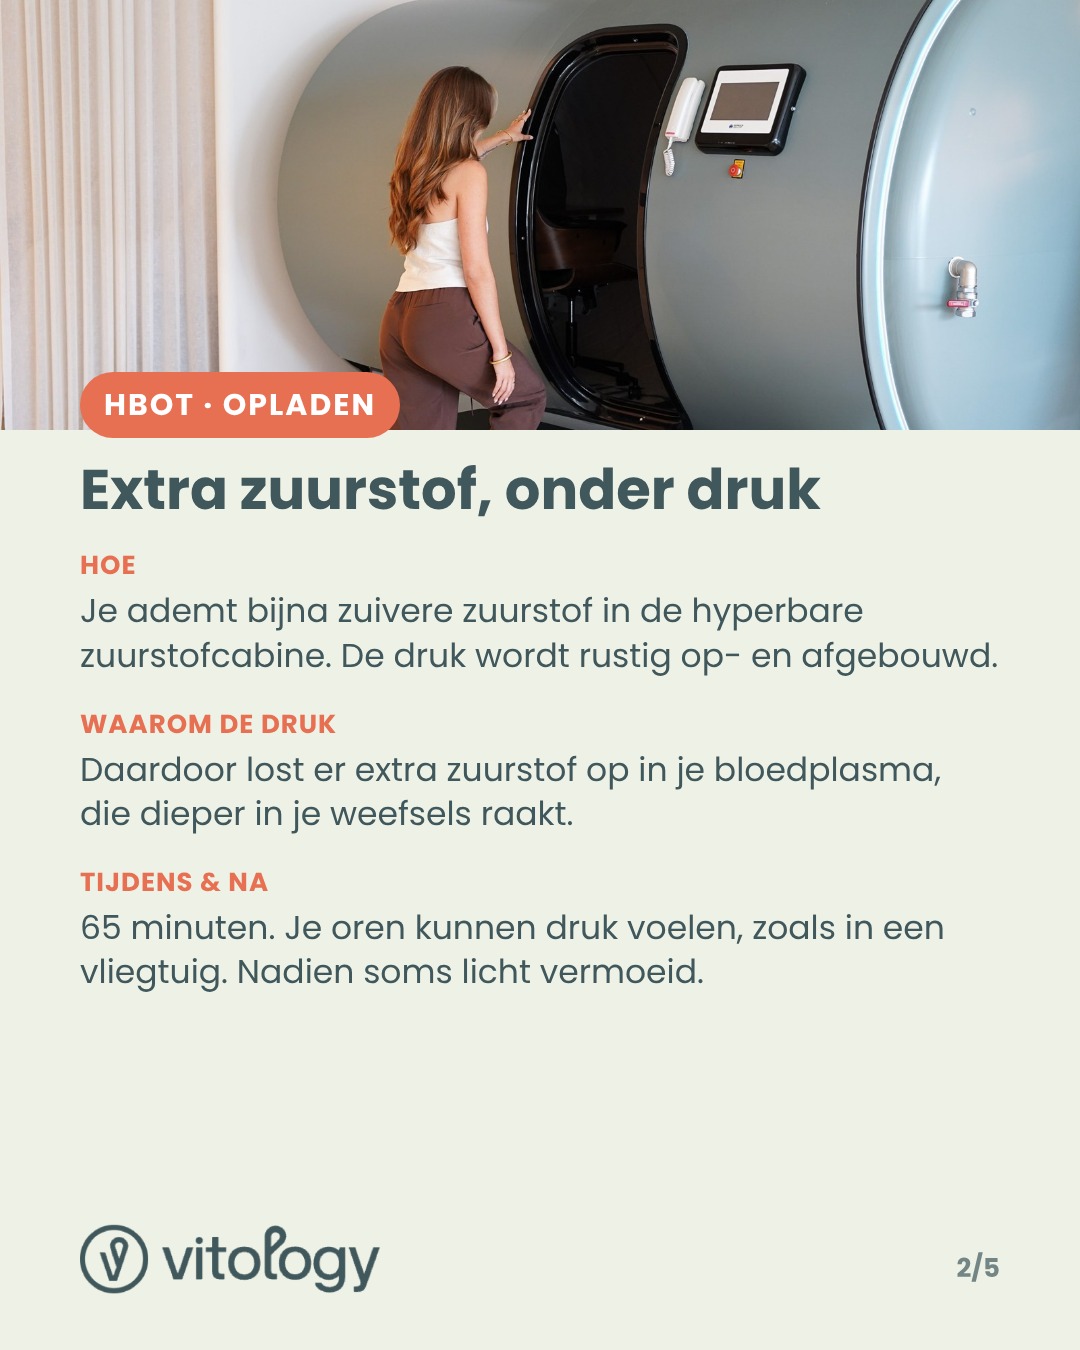 HBOT · OPLADEN
Extra zuurstof, onder druk
HOE
Je ademt bijna zuivere zuurstof in de hyperbare
zuurstofcabine. De druk wordt rustig op- en afgebouwd.
WAAROM DE DRUK
Daardoor lost er extra zuurstof op in je bloedplasma,
die dieper in je weefsels raakt.
TIJDENS & NA
65 minuten. Je oren kunnen druk voelen, zoals in een
vliegtuig. Nadien soms licht vermoeid.
vitology
2/5